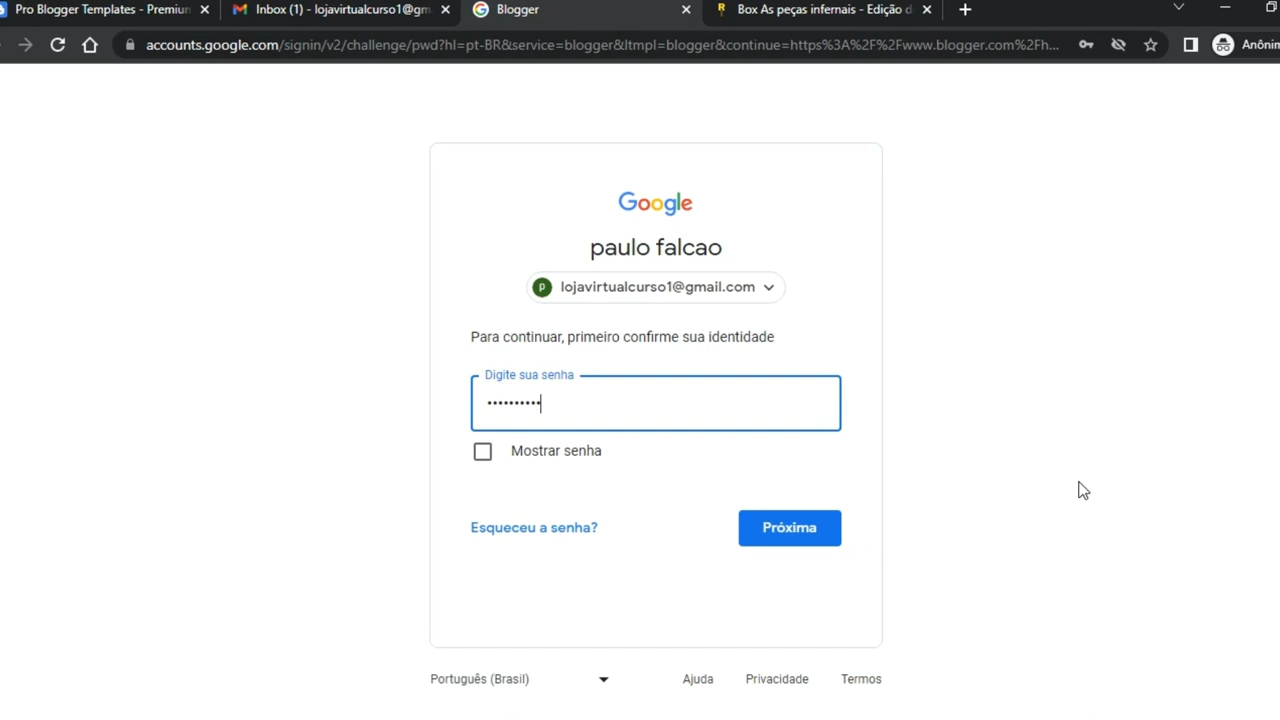 Pro Blogger Templates - Premiun
Inbox (1) - lojavirtualcurso1@gm
Blogger
Box As peças infernais - Edição d
accounts.google.com/signin/v2/challenge/pwd?hl=pt-BR&service=blogger&ltmpl=blogger&continue=https%3A%2F%2Fwww.blogger.com%2Fh...
Anônim
Google
paulo falcao
p
lojavirtualcurso1@gmail.com
Para continuar, primeiro confirme sua identidade
Digite sua senha
••••••••••
Mostrar senha
Esqueceu a senha?
Próxima
Português (Brasil)
Ajuda
Privacidade
Termos